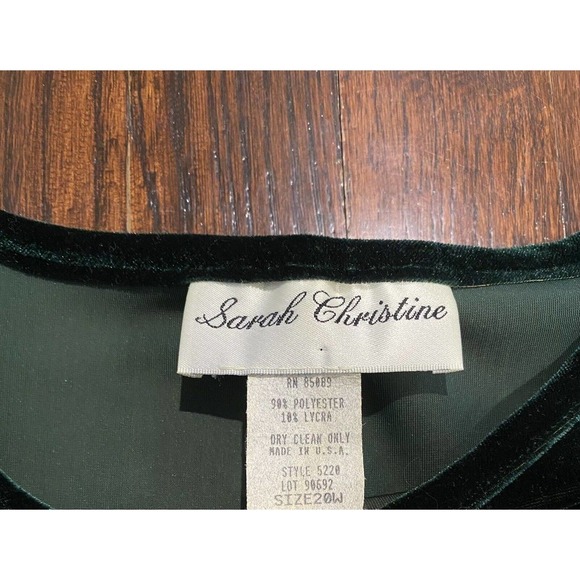 Sarah Christine
RN 85089
90% POLYESTER
10% LYCRA
DRY CLEAN ONLY
MADE IN U.S.A.
STYLE 5220
LOT 90692
SIZE20W